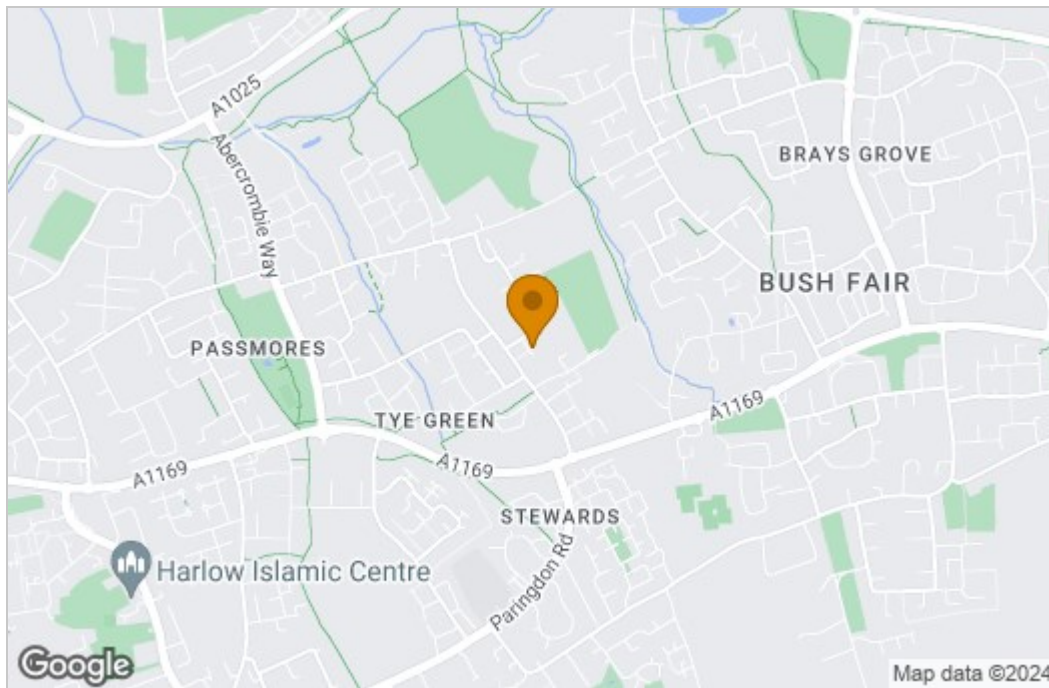 A1025
Abercrombie Way
BRAYS GROVE
BUSH FAIR
PASSMORES
TYE GREEN
A1169
A1169
A1169
STEWARDS
Paringdon Rd
Harlow Islamic Centre
Google
Map data ©2024